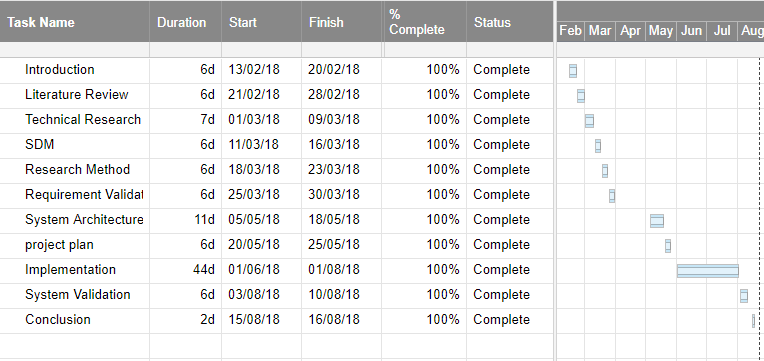 Task Name Duration Start Finish % Complete Status Feb Mar Apr May Jun Jul Aug
Introduction 6d 13/02/18 20/02/18 100% Complete
Literature Review 6d 21/02/18 28/02/18 100% Complete
Technical Research 7d 01/03/18 09/03/18 100% Complete
SDM 6d 11/03/18 16/03/18 100% Complete
Research Method 6d 18/03/18 23/03/18 100% Complete
Requirement Validat 6d 25/03/18 30/03/18 100% Complete
System Architecture 11d 05/05/18 18/05/18 100% Complete
project plan 6d 20/05/18 25/05/18 100% Complete
Implementation 44d 01/06/18 01/08/18 100% Complete
System Validation 6d 03/08/18 10/08/18 100% Complete
Conclusion 2d 15/08/18 16/08/18 100% Complete